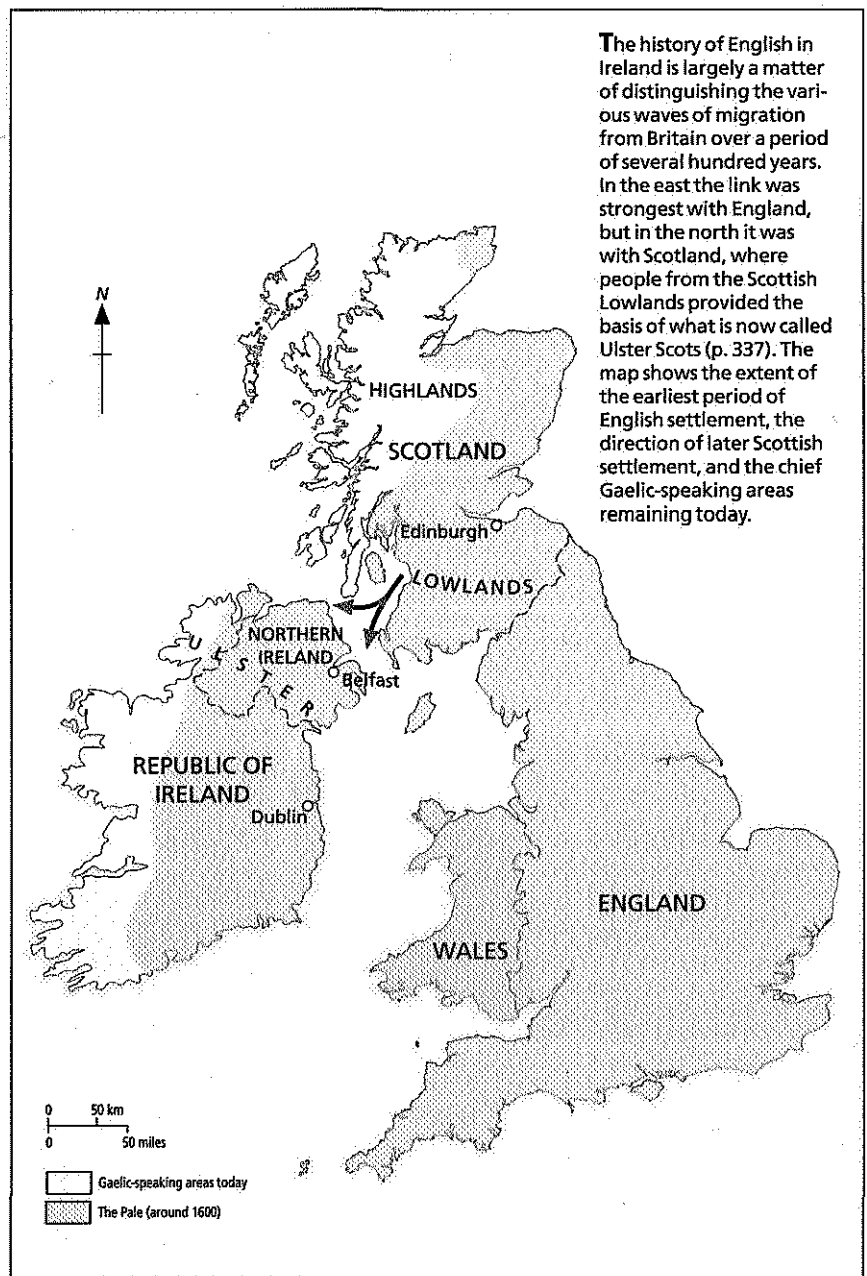 The history of English in
Ireland is largely a matter
of distinguishing the vari-
ous waves of migration
from Britain over a period
of several hundred years.
In the east the link was
strongest with England,
but in the north it was
with Scotland, where
people from the Scottish
Lowlands provided the
basis of what is now called
Ulster Scots (p. 337). The
map shows the extent of
the earliest period of
English settlement, the
direction of later Scottish
settlement, and the chief
Gaelic-speaking areas
remaining today.
N
HIGHLANDS
SCOTLAND
Edinburgh
LOWLANDS
NORTHERN
IRELAND
ULSTER
Belfast
REPUBLIC OF
IRELAND
Dublin
ENGLAND
WALES
0 50 km
0 50 miles
Gaelic-speaking areas today
The Pale (around 1600)